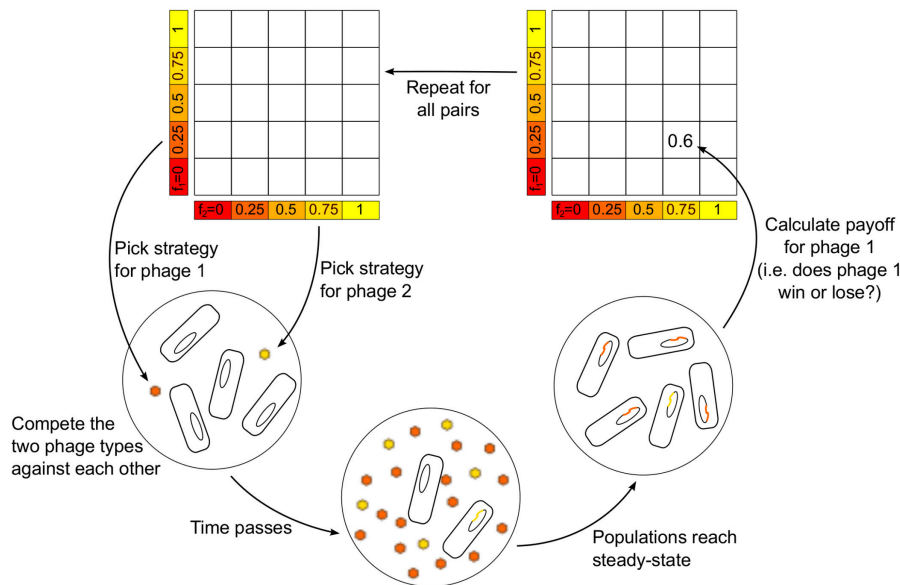 1
0.75
0.5
0.25
f₁=0
f₂=0 0.25 0.5 0.75 1
Repeat for
all pairs
1
0.75
0.5
0.25
f₁=0
0.6
f₂=0 0.25 0.5 0.75 1
Pick strategy
for phage 1
Pick strategy
for phage 2
Calculate payoff
for phage 1
(i.e. does phage 1
win or lose?)
Compete the
two phage types
against each other
Time passes
Populations reach
steady-state